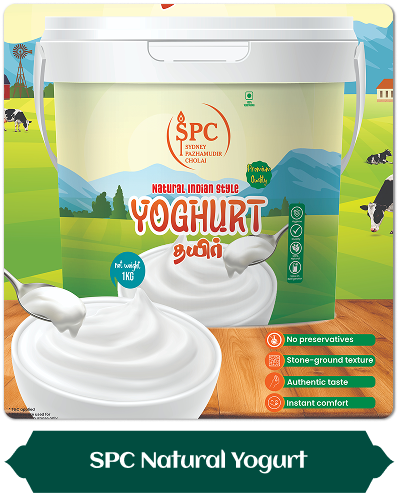 SPC
SYDNEY
PAZHAMUDIR
CHOLAI
Premium
Quality
Natural Indian Style
YOGHURT
தயிர்
Net weight
1KG
No preservatives
Stone-ground texture
Authentic taste
Instant comfort
SPC Natural Yogurt